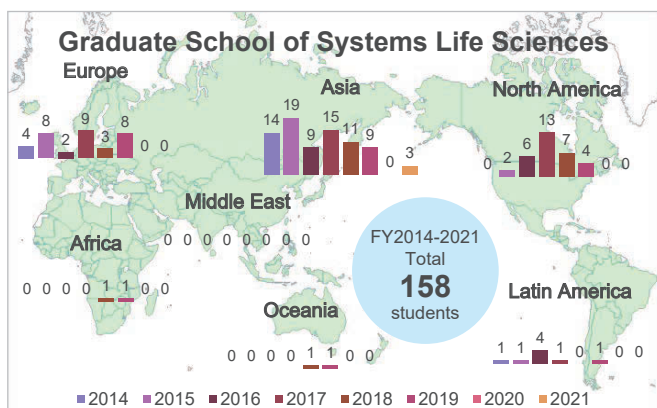 Graduate School of Systems Life Sciences
Europe
4 8 2 9 3 8 0 0
Asia
14 19 9 15 11 9 0 3
North America
0 2 6 13 7 4 0 0
Middle East
0 0 0 0 0 0 0 0
Africa
0 0 0 0 1 1 0 0
FY2014-2021
Total
158
students
Oceania
0 0 0 0 1 1 0 0
Latin America
1 1 4 1 0 1 0 0
2014 2015 2016 2017 2018 2019 2020 2021